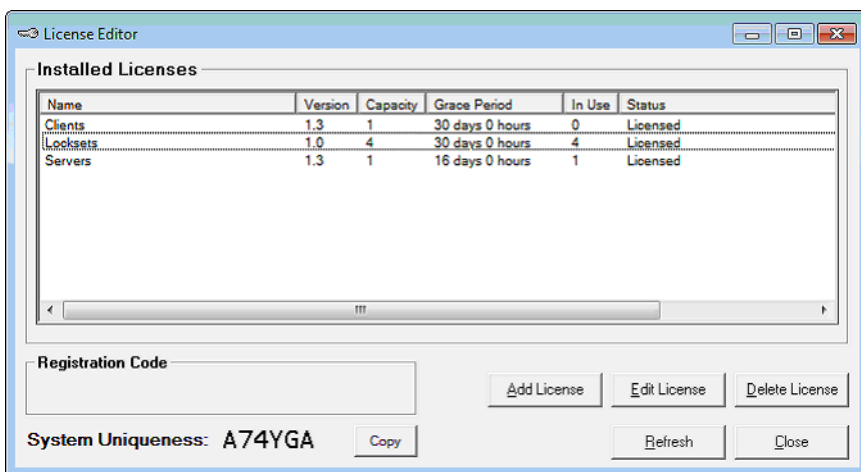 License Editor
Installed Licenses
Name Version Capacity Grace Period In Use Status
Clients 1.3 1 30 days 0 hours 0 Licensed
Locksets 1.0 4 30 days 0 hours 4 Licensed
Servers 1.3 1 16 days 0 hours 1 Licensed
Registration Code
Add License Edit License Delete License
System Uniqueness: A74YGA Copy Refresh Close